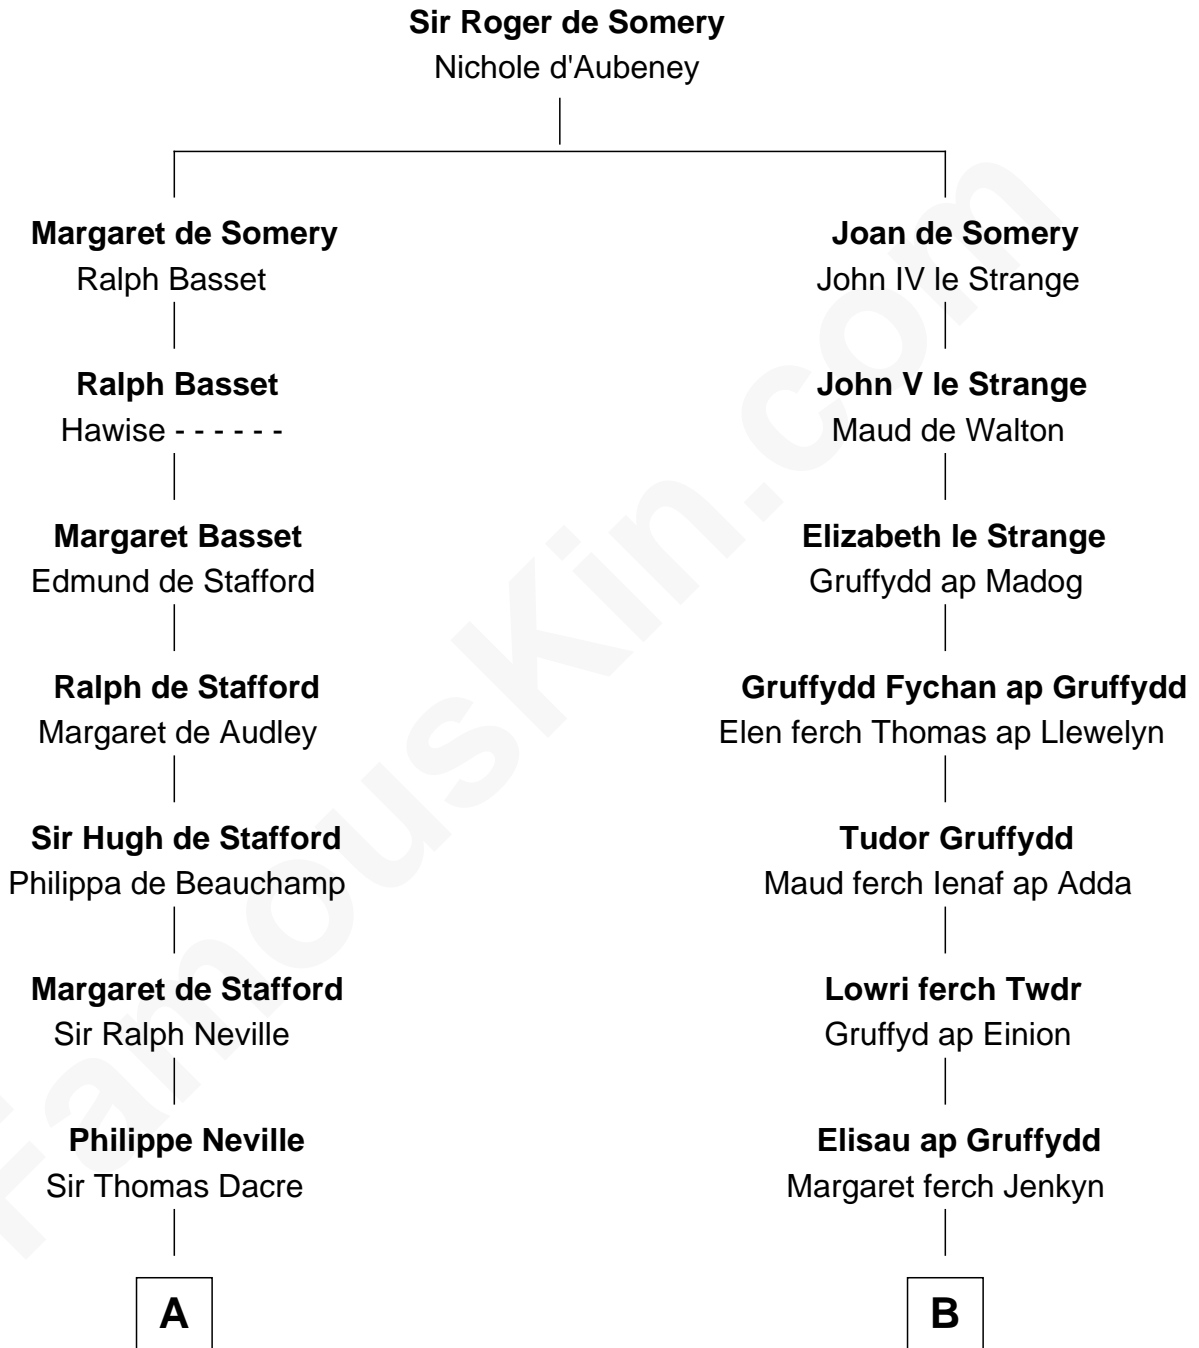 Sir Roger de Somery
Nichole d'Aubeney
Margaret de Somery
Ralph Basset
Joan de Somery
John IV le Strange
Ralph Basset
Hawise - - - - - -
John V le Strange
Maud de Walton
Margaret Basset
Edmund de Stafford
Elizabeth le Strange
Gruffydd ap Madog
Ralph de Stafford
Margaret de Audley
Gruffydd Fychan ap Gruffydd
Elen ferch Thomas ap Llewelyn
Sir Hugh de Stafford
Philippa de Beauchamp
Tudor Gruffydd
Maud ferch Ienaf ap Adda
Margaret de Stafford
Sir Ralph Neville
Lowri ferch Twdr
Gruffyd ap Einion
Philippe Neville
Sir Thomas Dacre
Elisau ap Gruffydd
Margaret ferch Jenkyn
A
B
FamousKin.com